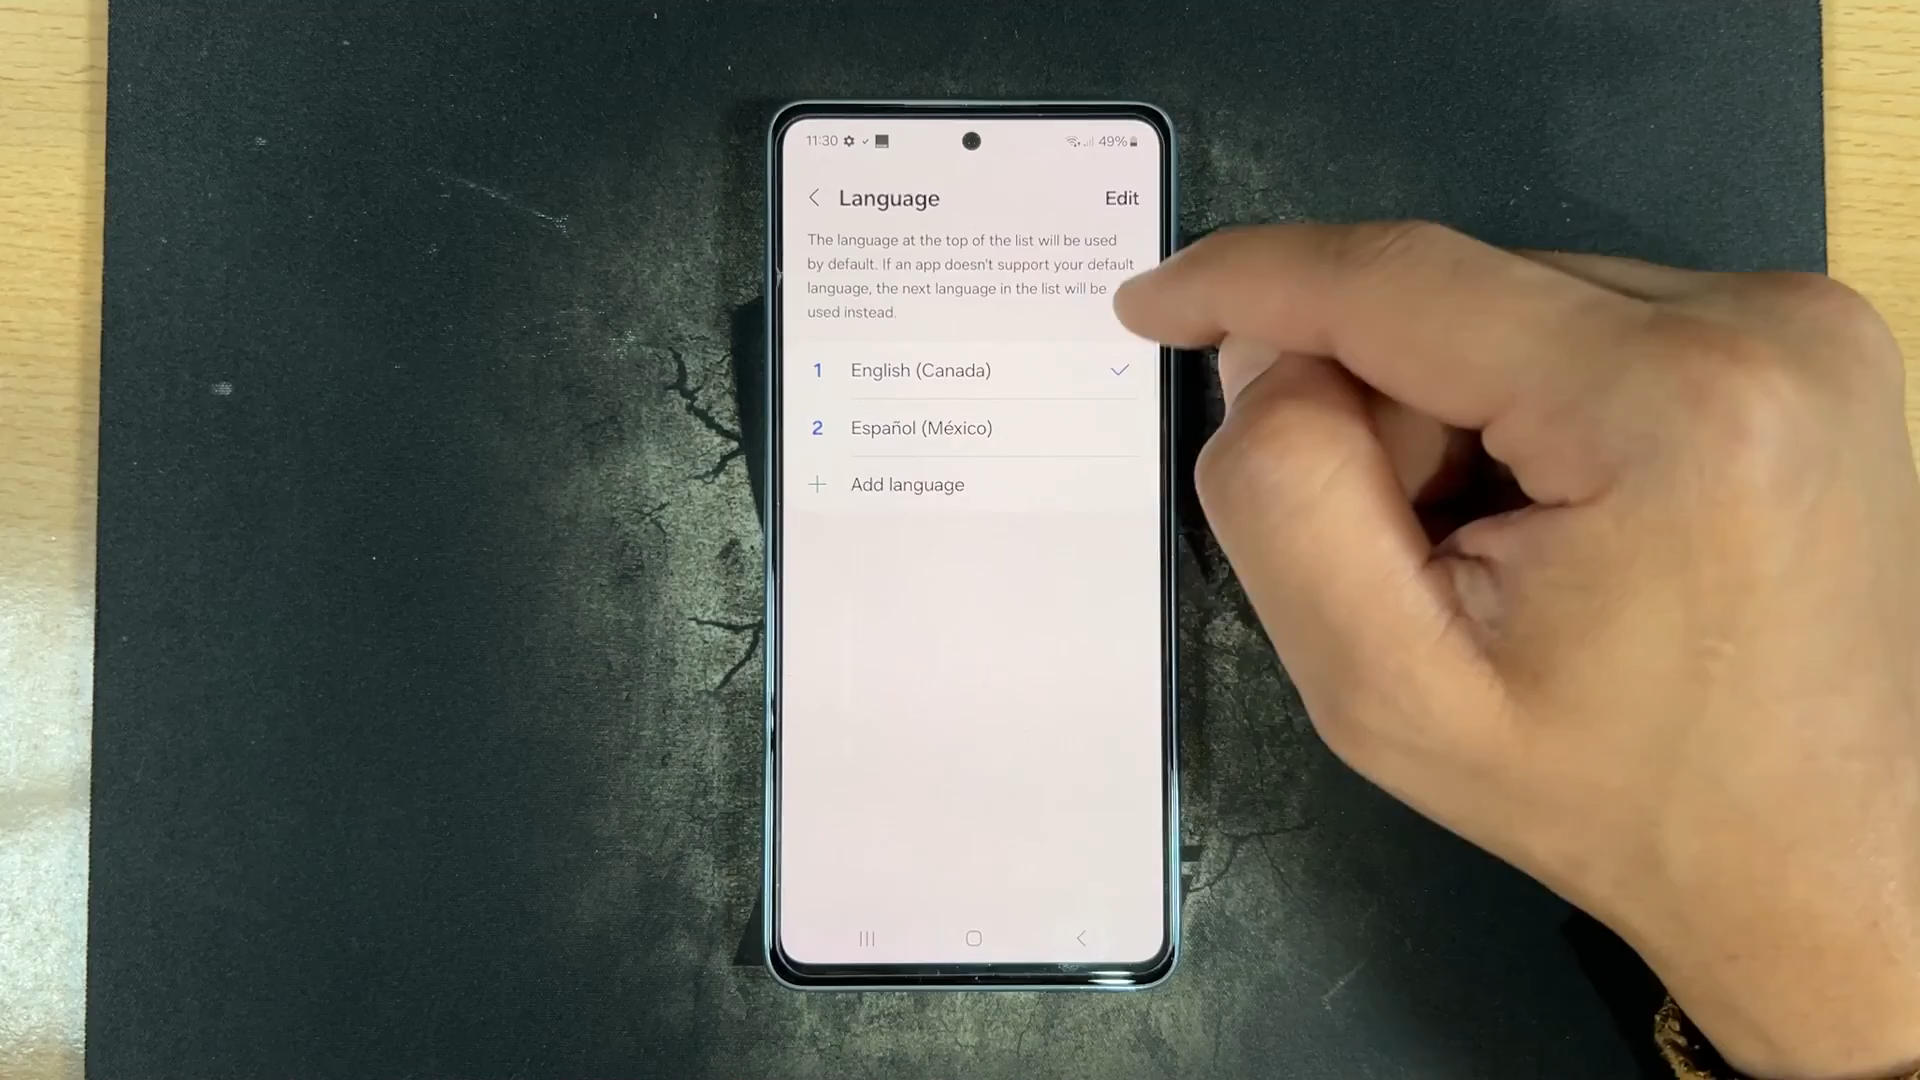 11:30
49%
Language
Edit
The language at the top of the list will be used
by default. If an app doesn't support your default
language, the next language in the list will be
used instead.
1 English (Canada)
2 Español (México)
Add language